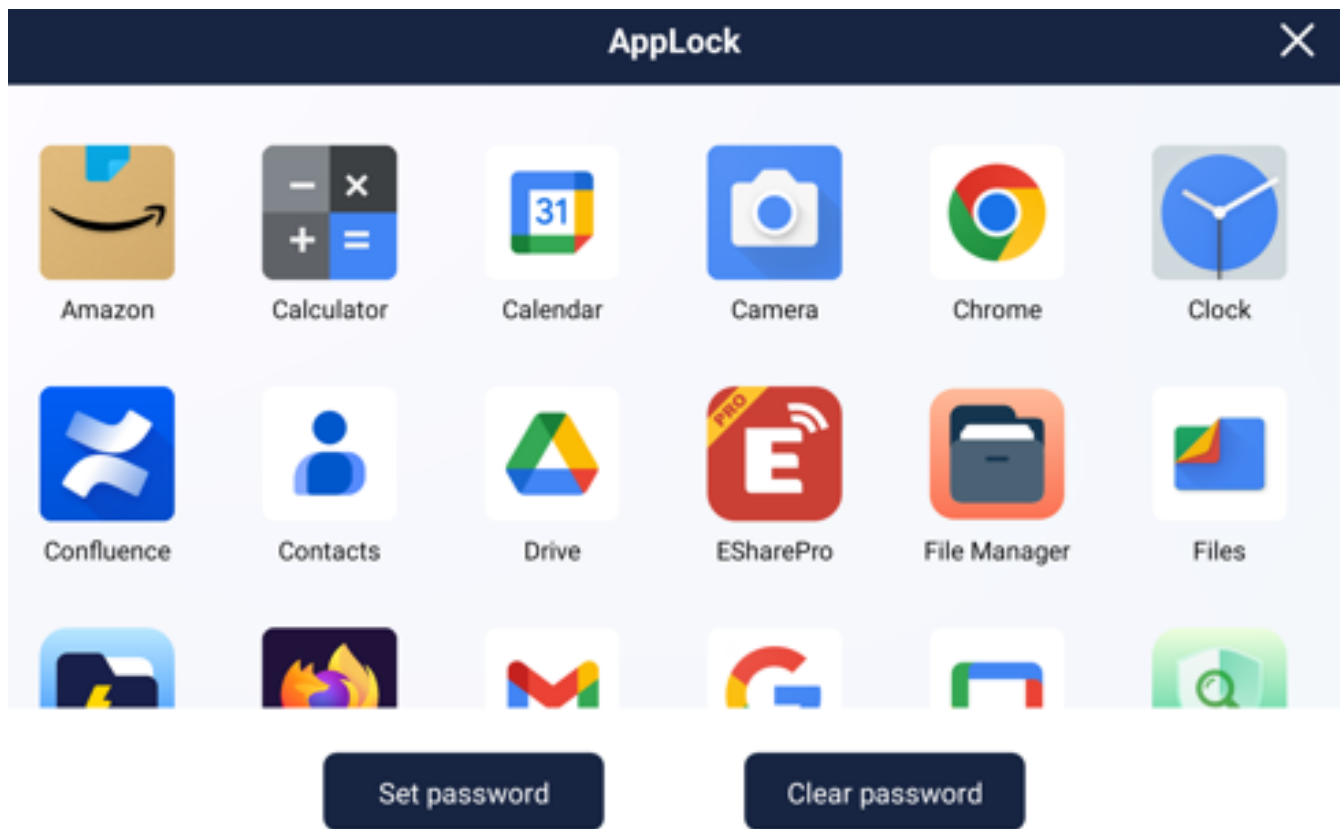 AppLock
31
Amazon
Calculator
Calendar
Camera
Chrome
Clock
PRO
E
Confluence
Contacts
Drive
ESharePro
File Manager
Files
Set password
Clear password